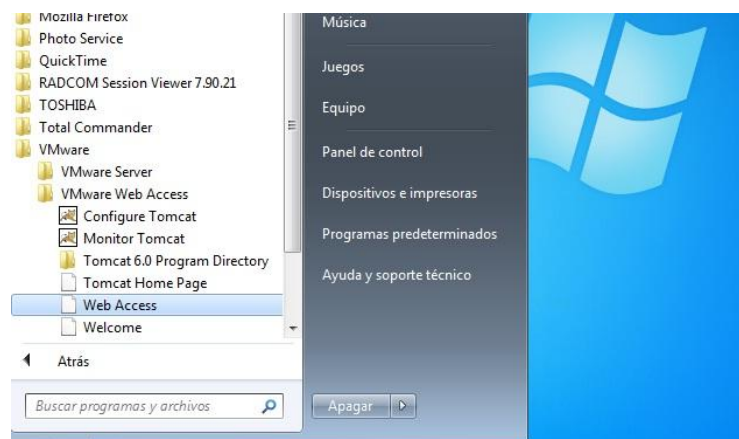 Mozilla Firefox
Photo Service
QuickTime
RADCOM Session Viewer 7.90.21
TOSHIBA
Total Commander
VMware
VMware Server
VMware Web Access
Configure Tomcat
Monitor Tomcat
Tomcat 6.0 Program Directory
Tomcat Home Page
Web Access
Welcome
Atrás
Buscar programas y archivos
Música
Juegos
Equipo
Panel de control
Dispositivos e impresoras
Programas predeterminados
Ayuda y soporte técnico
Apagar